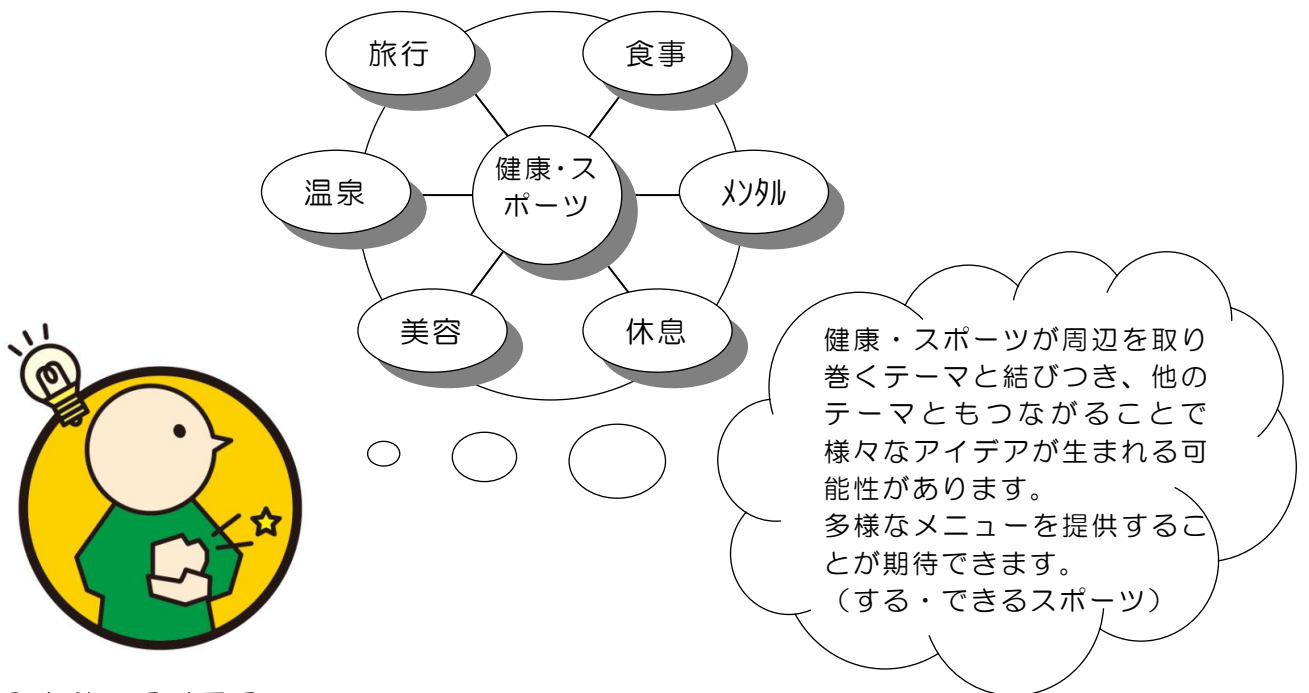 旅行
食事
健康・ス
ポーツ
温泉
ﾒﾝﾀﾙ
美容
休息
健康・スポーツが周辺を取り
巻くテーマと結びつき、他の
テーマともつながることで
様々なアイデアが生まれる可
能性があります。
多様なメニューを提供するこ
とが期待できます。
（する・できるスポーツ）